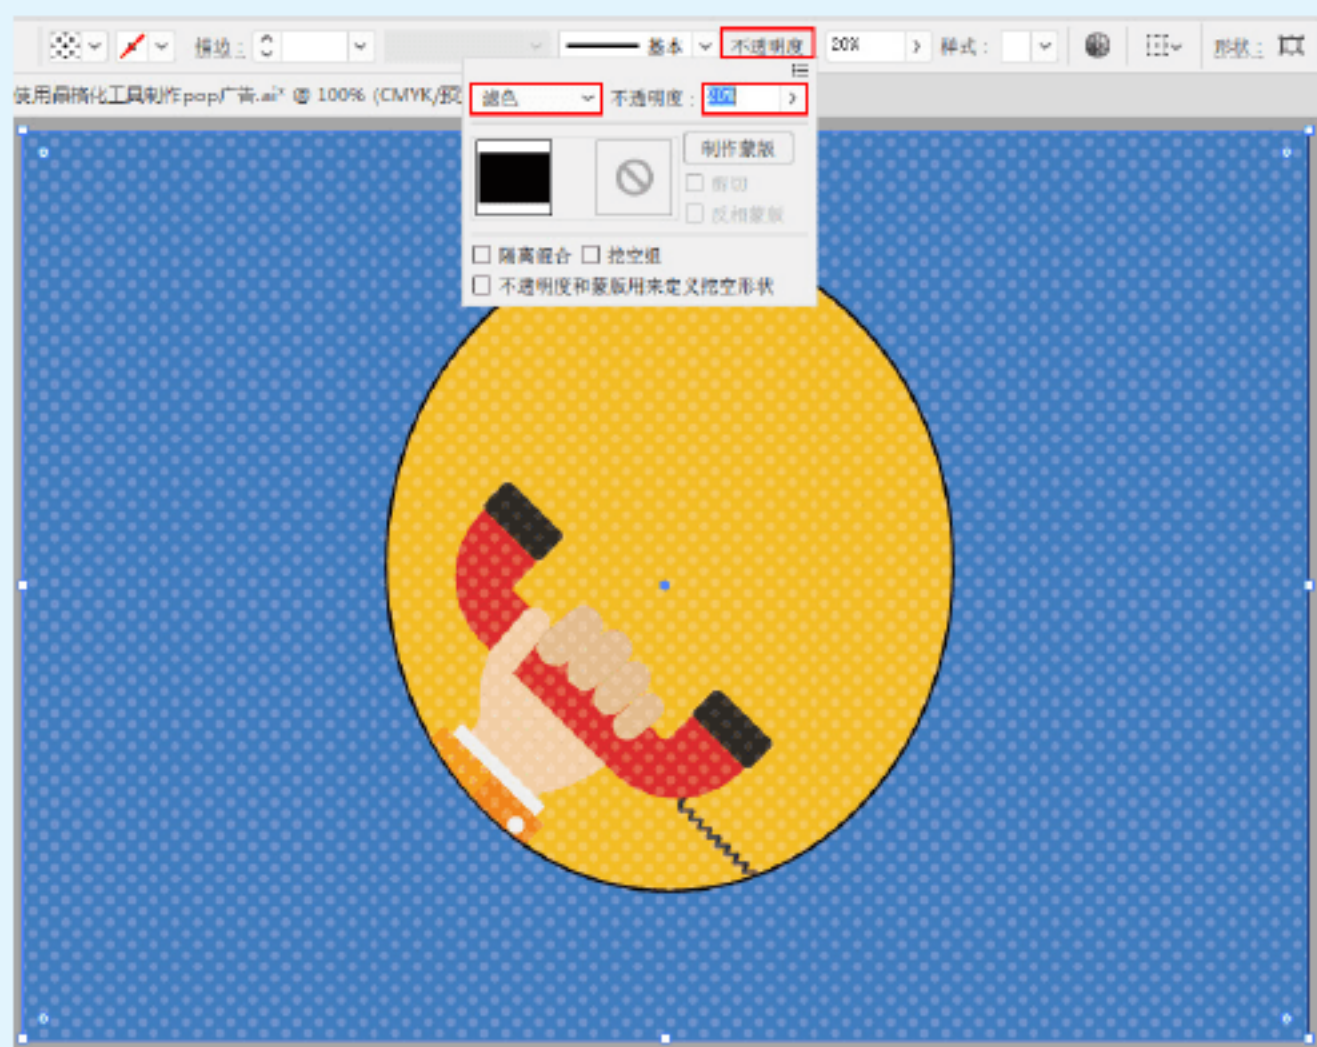 描边： 基本 不透明度 20% 样式： 形状：
使用晶格化工具制作pop广告.ai* @ 100% (CMYK/预
滤色 不透明度： 20%
制作蒙版
剪切
反相蒙版
隔离混合 挖空组
不透明度和蒙版用来定义挖空形状